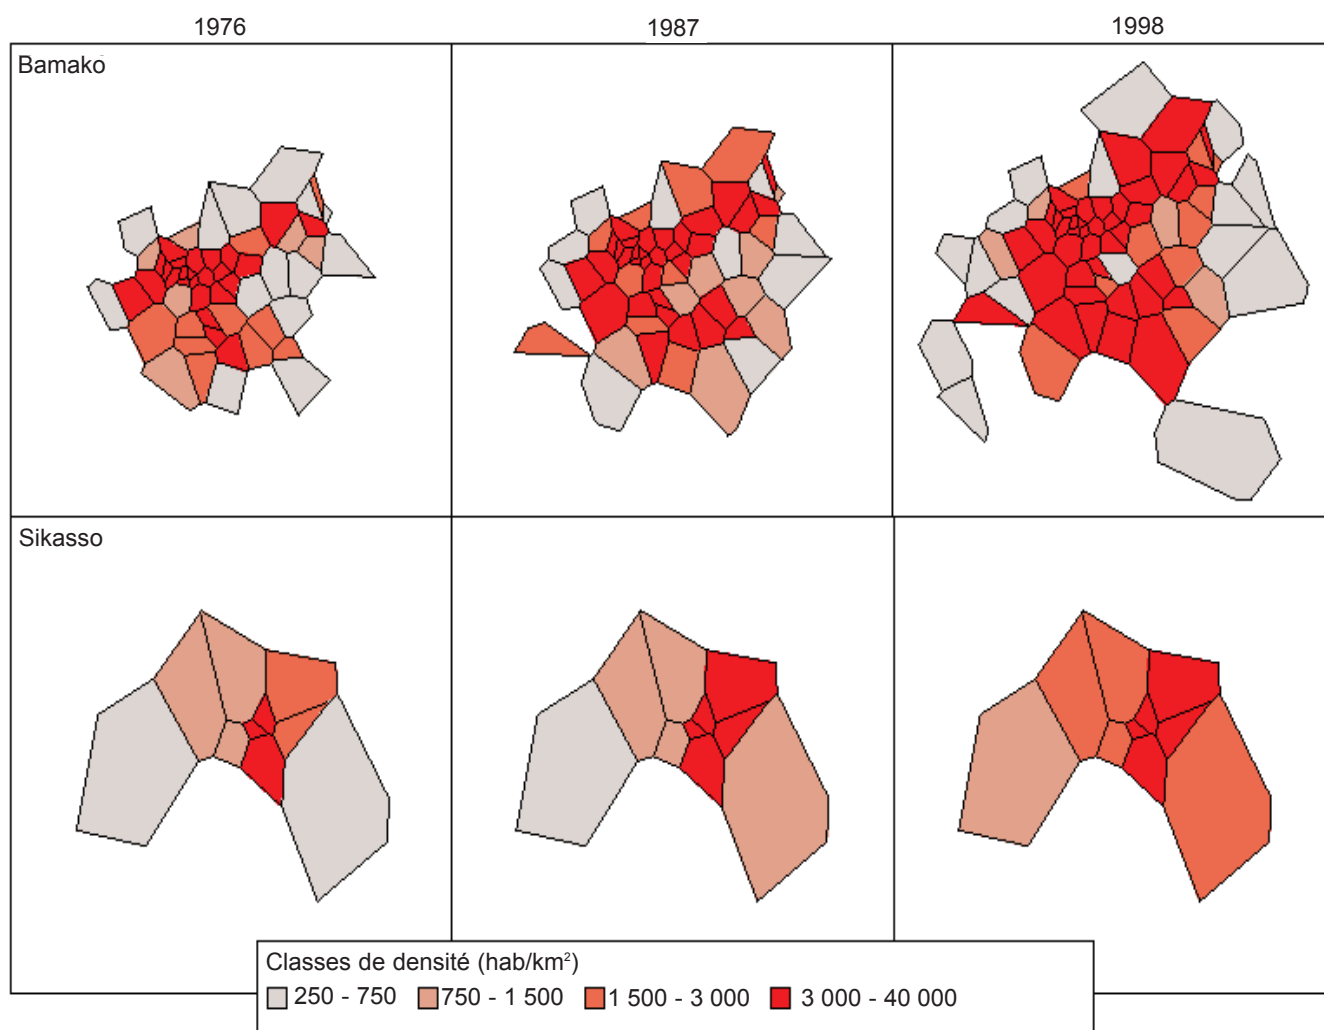 1976 1987 1998
Bamako
Sikasso
Classes de densité (hab/km²)
250 - 750 750 - 1 500 1 500 - 3 000 3 000 - 40 000